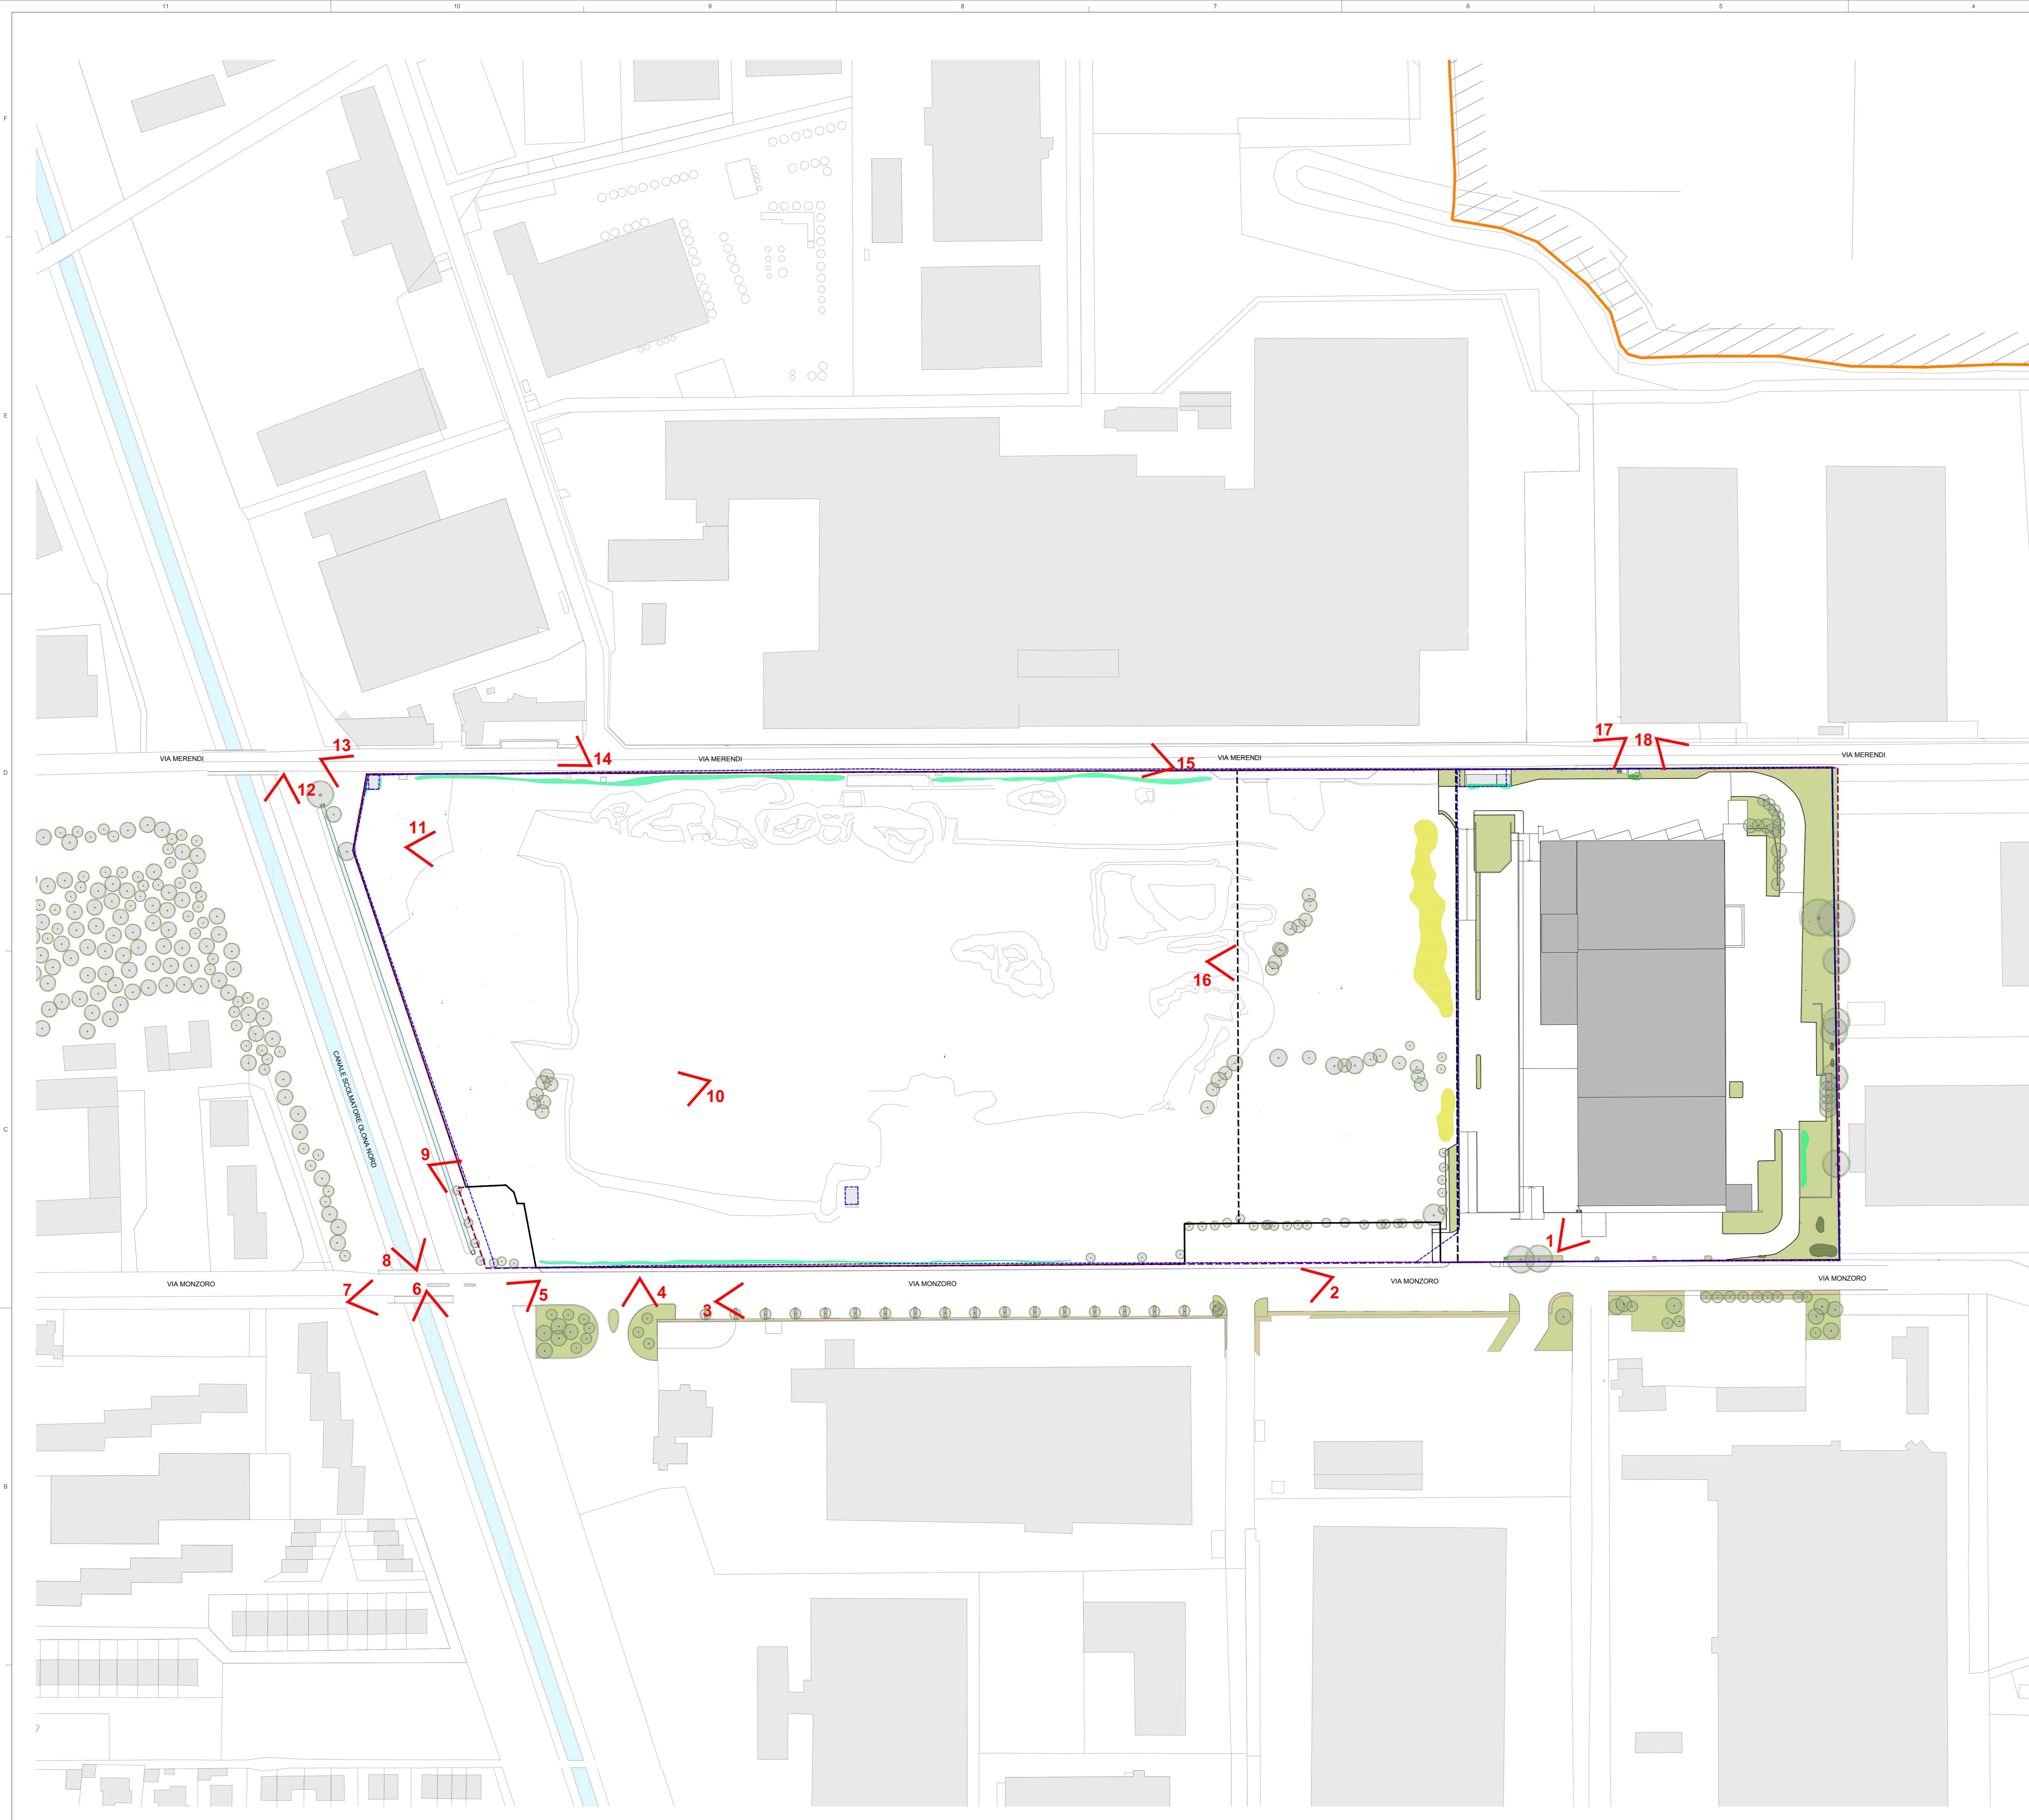 11 10 9 8 7 6 5 4
F
E
17
18
13
14
15
VIA MERENDI VIA MERENDI VIA MERENDI VIA MERENDI
D
12
11
16
10
CANALE SCOLMATORE OLONA NORD
C
9
1
8
VIA MONZORO VIA MONZORO VIA MONZORO VIA MONZORO
7 6 5 4 3 2
B